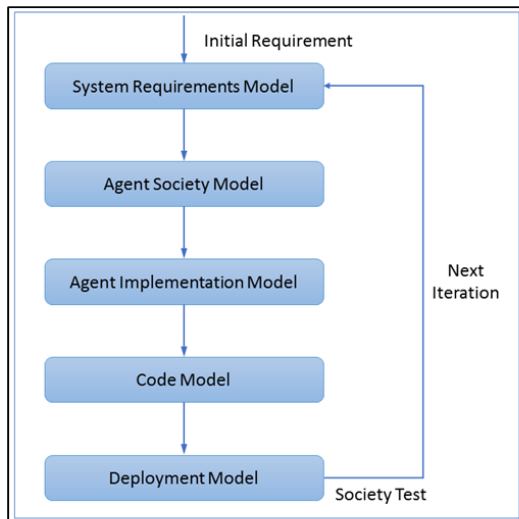 Initial Requirement
System Requirements Model
Agent Society Model
Agent Implementation Model
Next
Iteration
Code Model
Deployment Model
Society Test